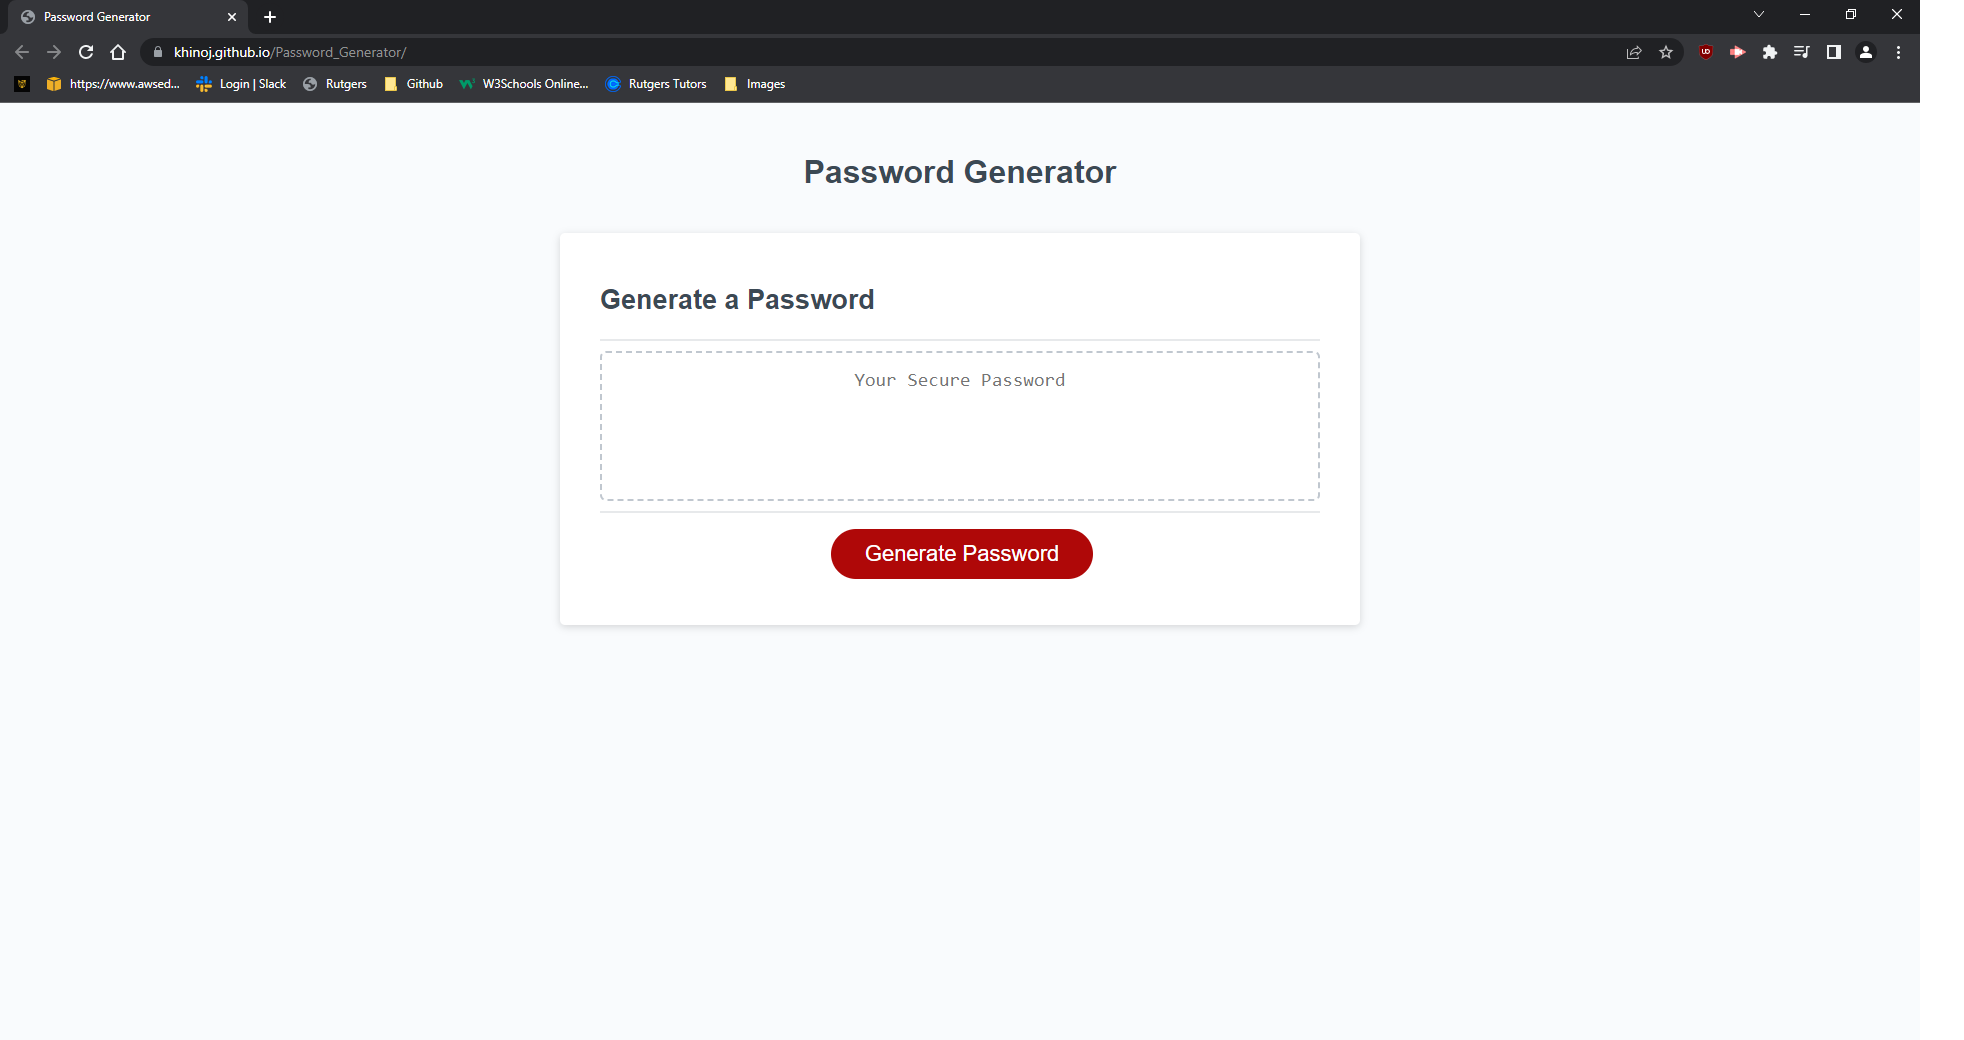 Password Generator
khinoj.github.io/Password_Generator/
https://www.awsed... Login | Slack Rutgers Github W3Schools Online... Rutgers Tutors Images
Password Generator
Generate a Password
Your Secure Password
Generate Password